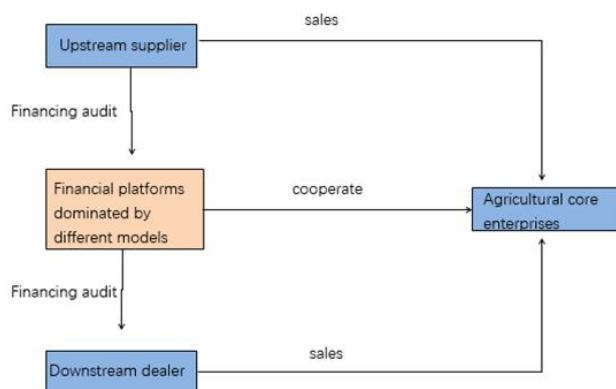 sales
Upstream supplier
Financing audit
Financial platforms
dominated by
different models
cooperate
Agricultural core
enterprises
Financing audit
sales
Downstream dealer